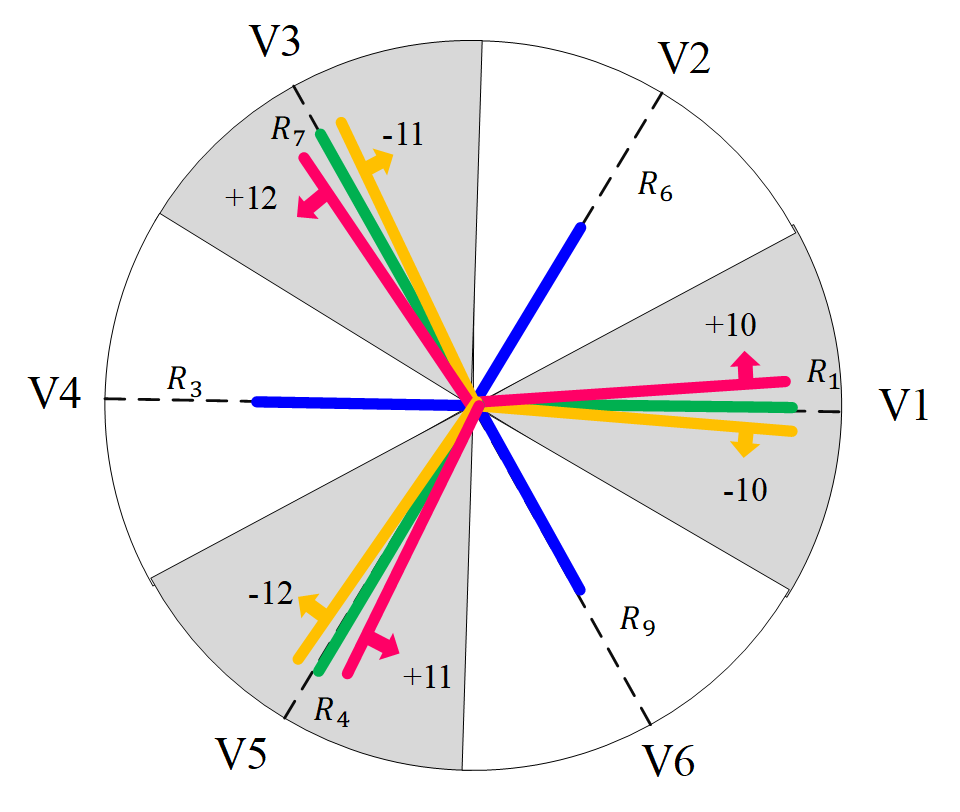 V3
V2
R₇
-11
R₆
+12
+10
R₁
V4
R₃
V1
-10
-12
R₉
+11
R₄
V5
V6